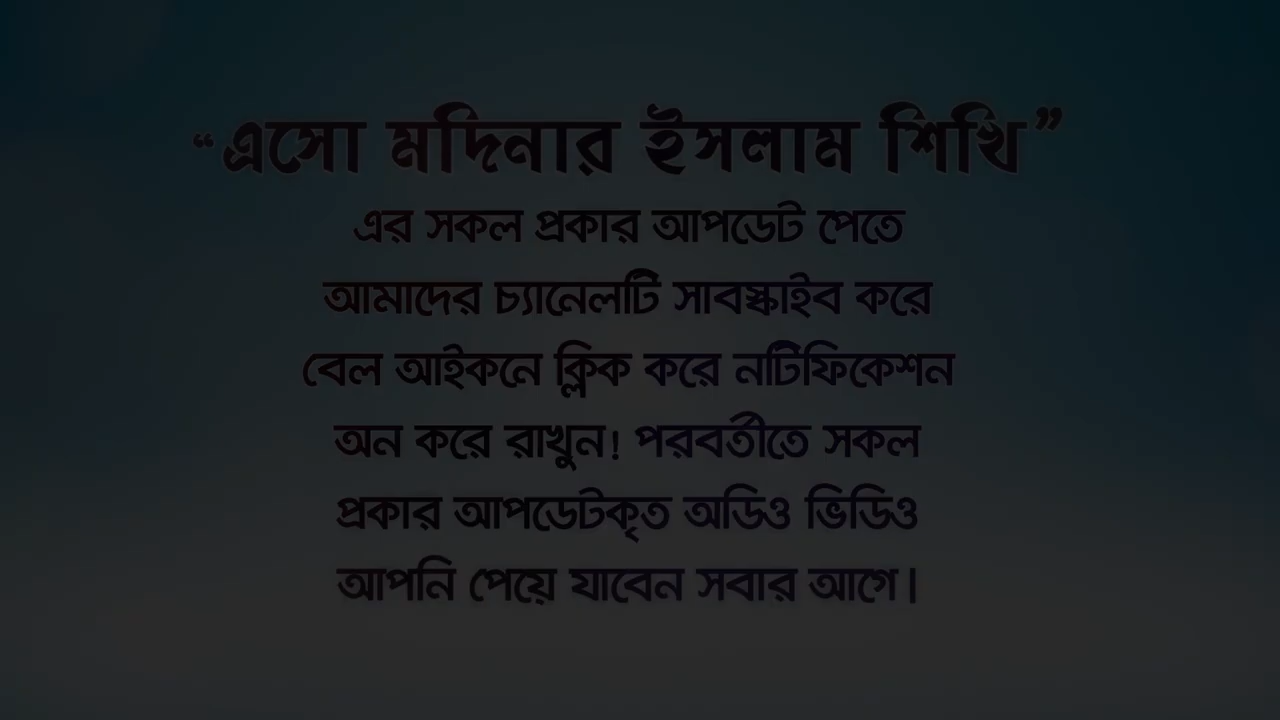 “এসো মদিনার ইসলাম শিখি”
এর সকল প্রকার আপডেট পেতে
আমাদের চ্যানেলটি সাবস্ক্রাইব করে
বেল আইকনে ক্লিক করে নটিফিকেশন
অন করে রাখুন! পরবর্তীতে সকল
প্রকার আপডেটকৃত অডিও ভিডিও
আপনি পেয়ে যাবেন সবার আগে।